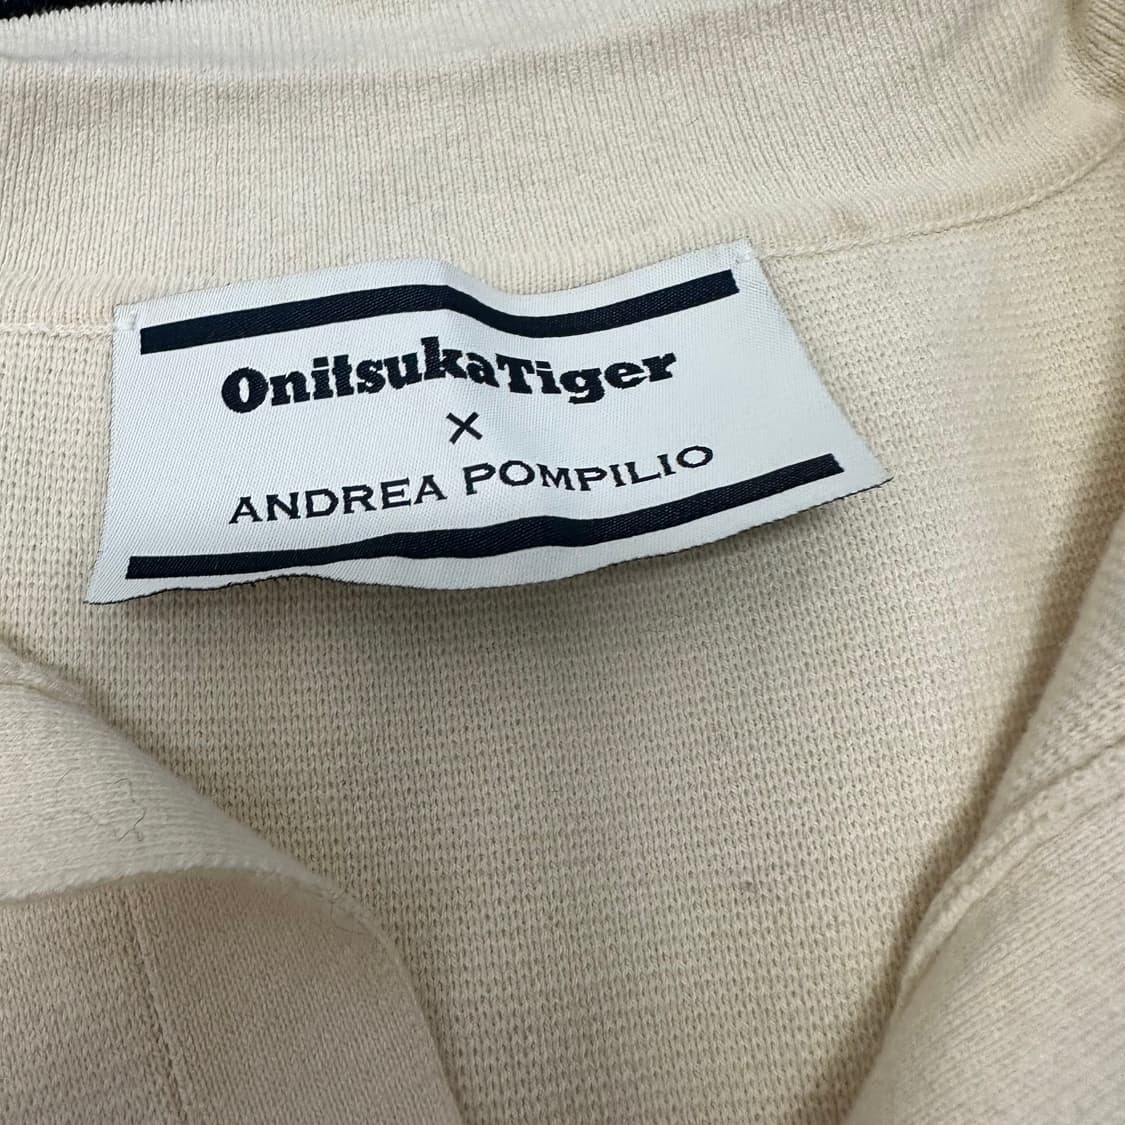 OnitsukaTiger
×
ANDREA POMPILIO